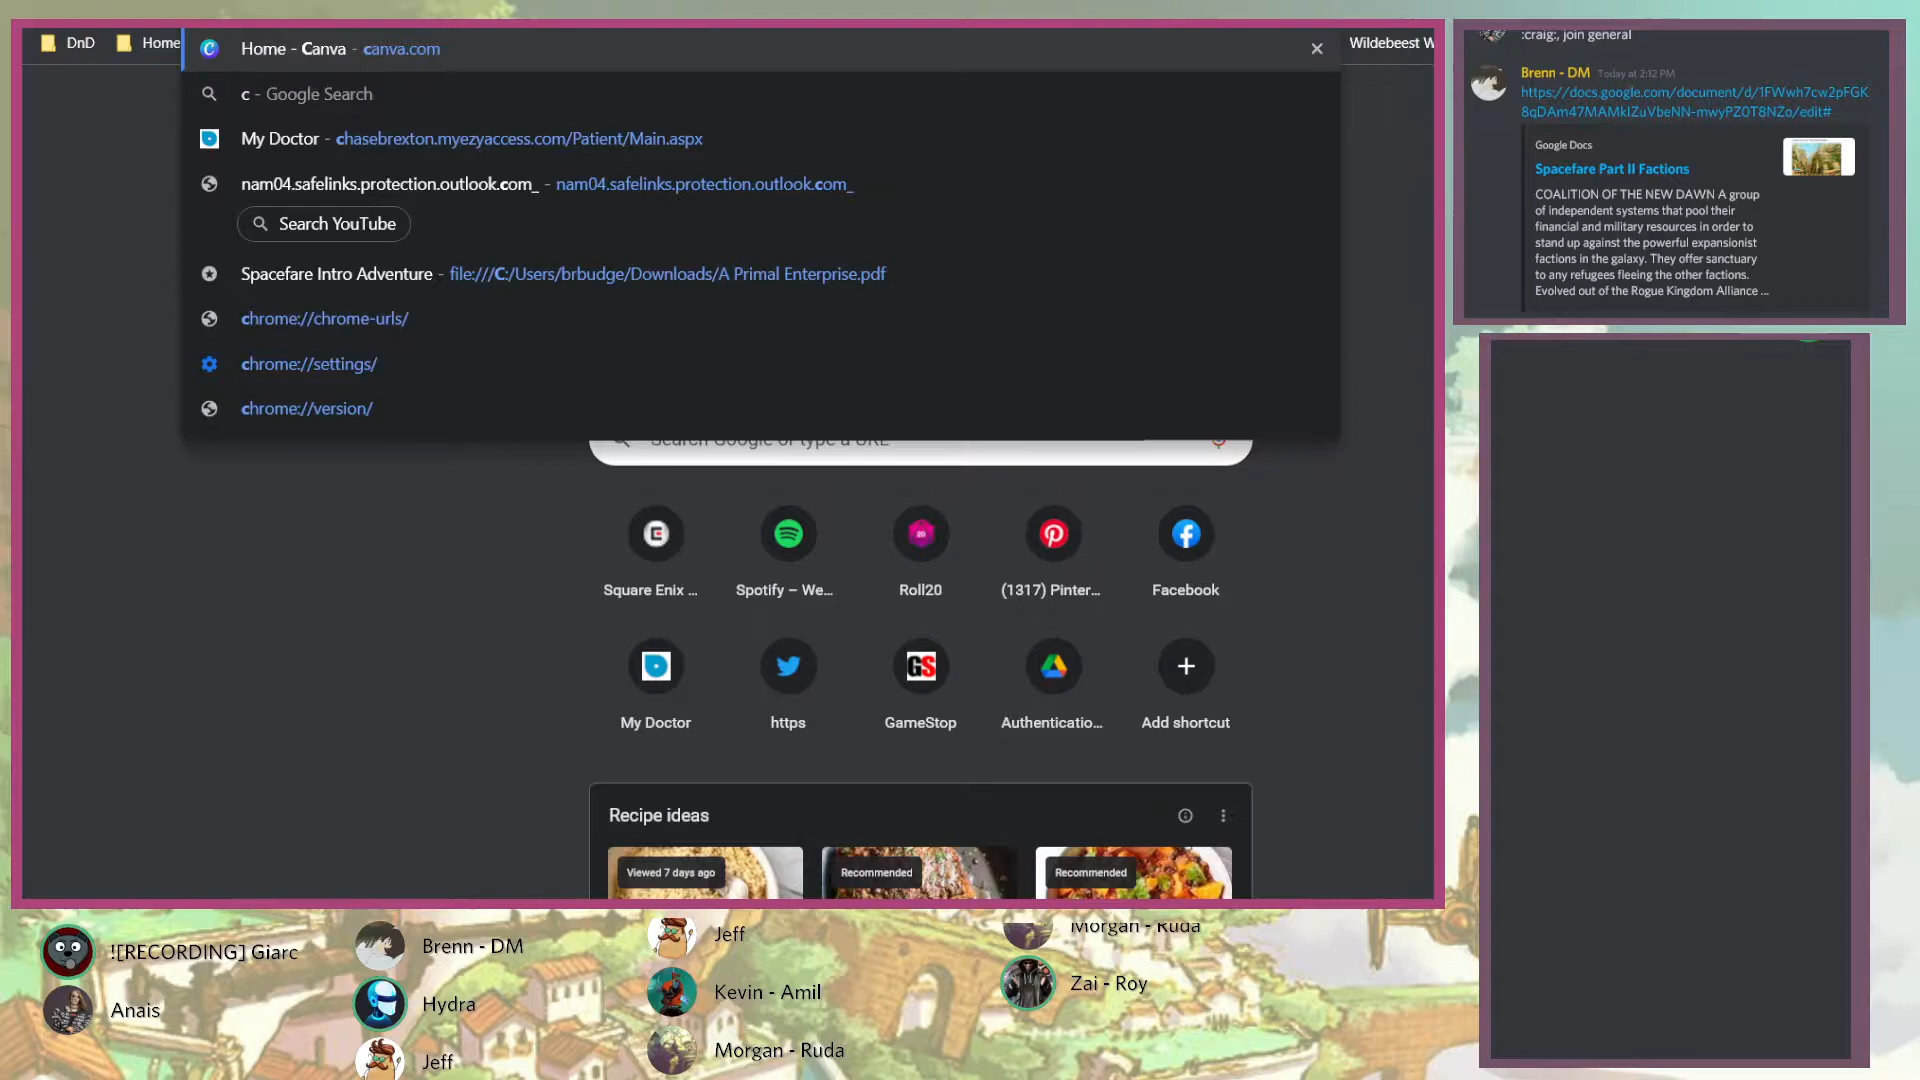 DnD
Home
Home - Canva - canva.com
Wildebeest W
c - Google Search
My Doctor - chasebrexton.myezyaccess.com/Patient/Main.aspx
nam04.safelinks.protection.outlook.com_ - nam04.safelinks.protection.outlook.com_
Search YouTube
Spacefare Intro Adventure - file:///C:/Users/brbudge/Downloads/A Primal Enterprise.pdf
chrome://chrome-urls/
chrome://settings/
chrome://version/
Search Google or type a URL
Square Enix ...
Spotify – We...
Roll20
(1317) Pinter...
Facebook
My Doctor
https
GameStop
Authenticatio...
Add shortcut
Recipe ideas
Viewed 7 days ago
Recommended
Recommended
:craig:, join general
Brenn - DM Today at 2:12 PM
https://docs.google.com/document/d/1FWwh7cw2pFGK
8qDAm47MAMkIZuVbeNN-mwyPZ0T8NZo/edit#
Google Docs
Spacefare Part II Factions
COALITION OF THE NEW DAWN A group
of independent systems that pool their
financial and military resources in order to
stand up against the powerful expansionist
factions in the galaxy. They offer sanctuary
to any refugees fleeing the other factions.
Evolved out of the Rogue Kingdom Alliance ...
![RECORDING] Giarc
Anais
Brenn - DM
Hydra
Jeff
Jeff
Kevin - Amil
Morgan - Ruda
Morgan - Ruda
Zai - Roy